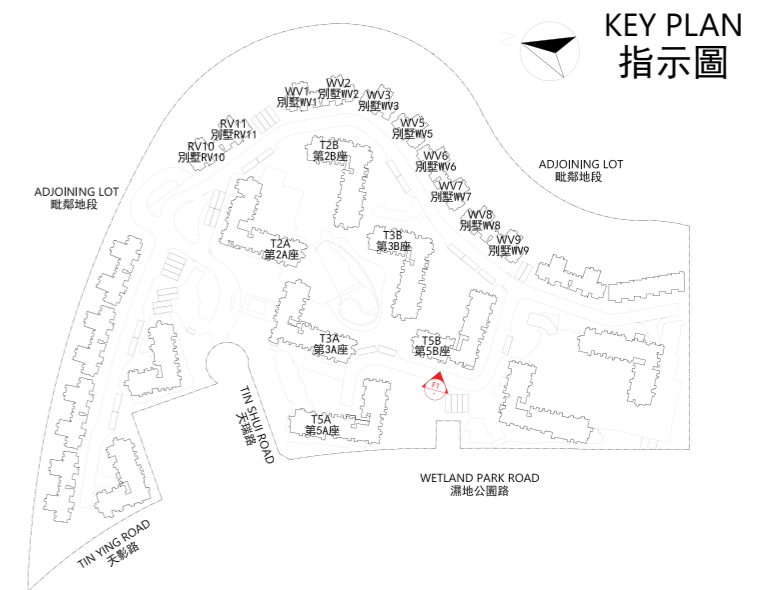 KEY PLAN
指示圖
N
WV1
別墅WV1
WV2
別墅WV2
WV3
別墅WV3
RV11
別墅RV11
WV5
別墅WV5
RV10
別墅RV10
T2B
第2B座
WV6
別墅WV6
ADJOINING LOT
毗鄰地段
ADJOINING LOT
毗鄰地段
WV7
別墅WV7
WV8
別墅WV8
T3B
第3B座
WV9
別墅WV9
T2A
第2A座
T3A
第3A座
T5B
第5B座
F1
T5A
第5A座
TIN SHUI ROAD
天瑞路
WETLAND PARK ROAD
濕地公園路
TIN YING ROAD
天影路